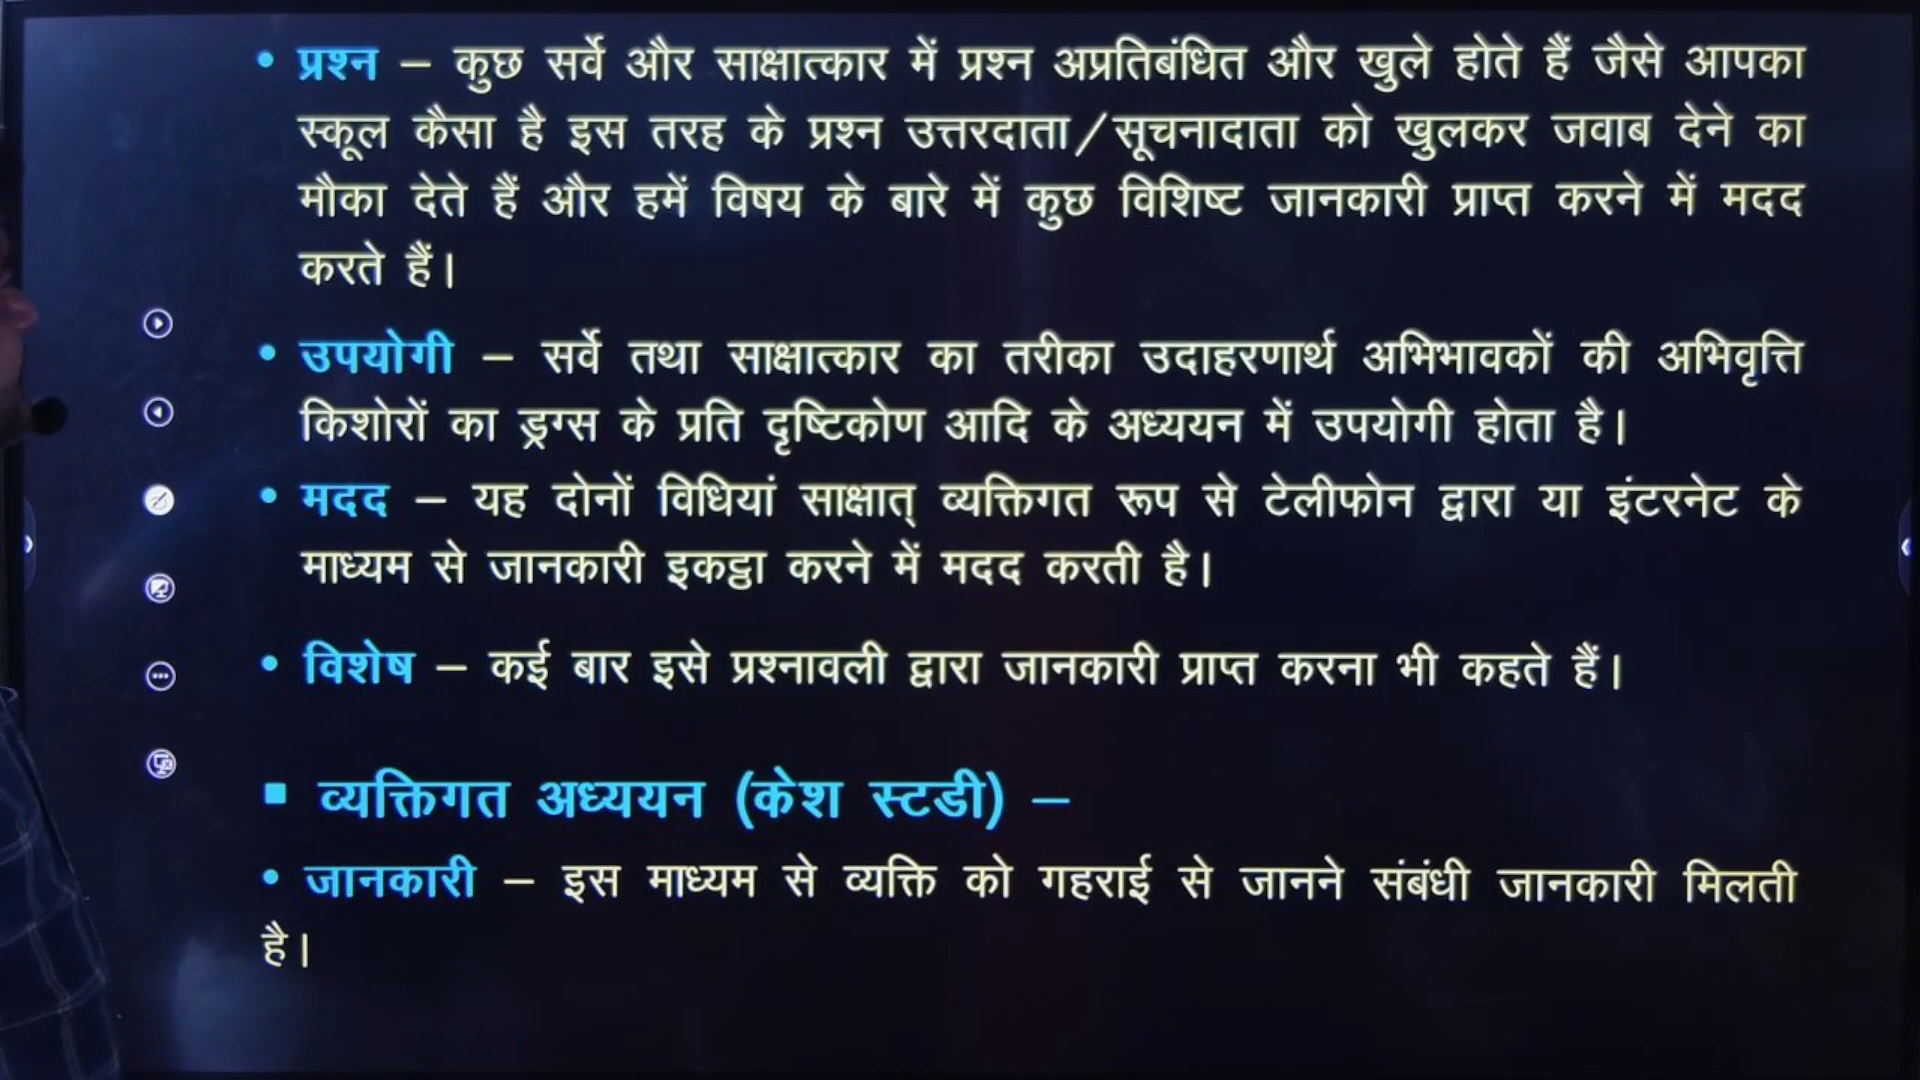 • प्रश्न – कुछ सर्वे और साक्षात्कार में प्रश्न अप्रतिबंधित और खुले होते हैं जैसे आपका
स्कूल कैसा है इस तरह के प्रश्न उत्तरदाता/सूचनादाता को खुलकर जवाब देने का
मौका देते हैं और हमें विषय के बारे में कुछ विशिष्ट जानकारी प्राप्त करने में मदद
करते हैं।
• उपयोगी – सर्वे तथा साक्षात्कार का तरीका उदाहरणार्थ अभिभावकों की अभिवृत्ति
किशोरों का ड्रग्स के प्रति दृष्टिकोण आदि के अध्ययन में उपयोगी होता है।
• मदद – यह दोनों विधियां साक्षात् व्यक्तिगत रूप से टेलीफोन द्वारा या इंटरनेट के
माध्यम से जानकारी इकट्ठा करने में मदद करती है।
• विशेष – कई बार इसे प्रश्नावली द्वारा जानकारी प्राप्त करना भी कहते हैं।
▪ व्यक्तिगत अध्ययन (केश स्टडी) –
• जानकारी – इस माध्यम से व्यक्ति को गहराई से जानने संबंधी जानकारी मिलती
है।